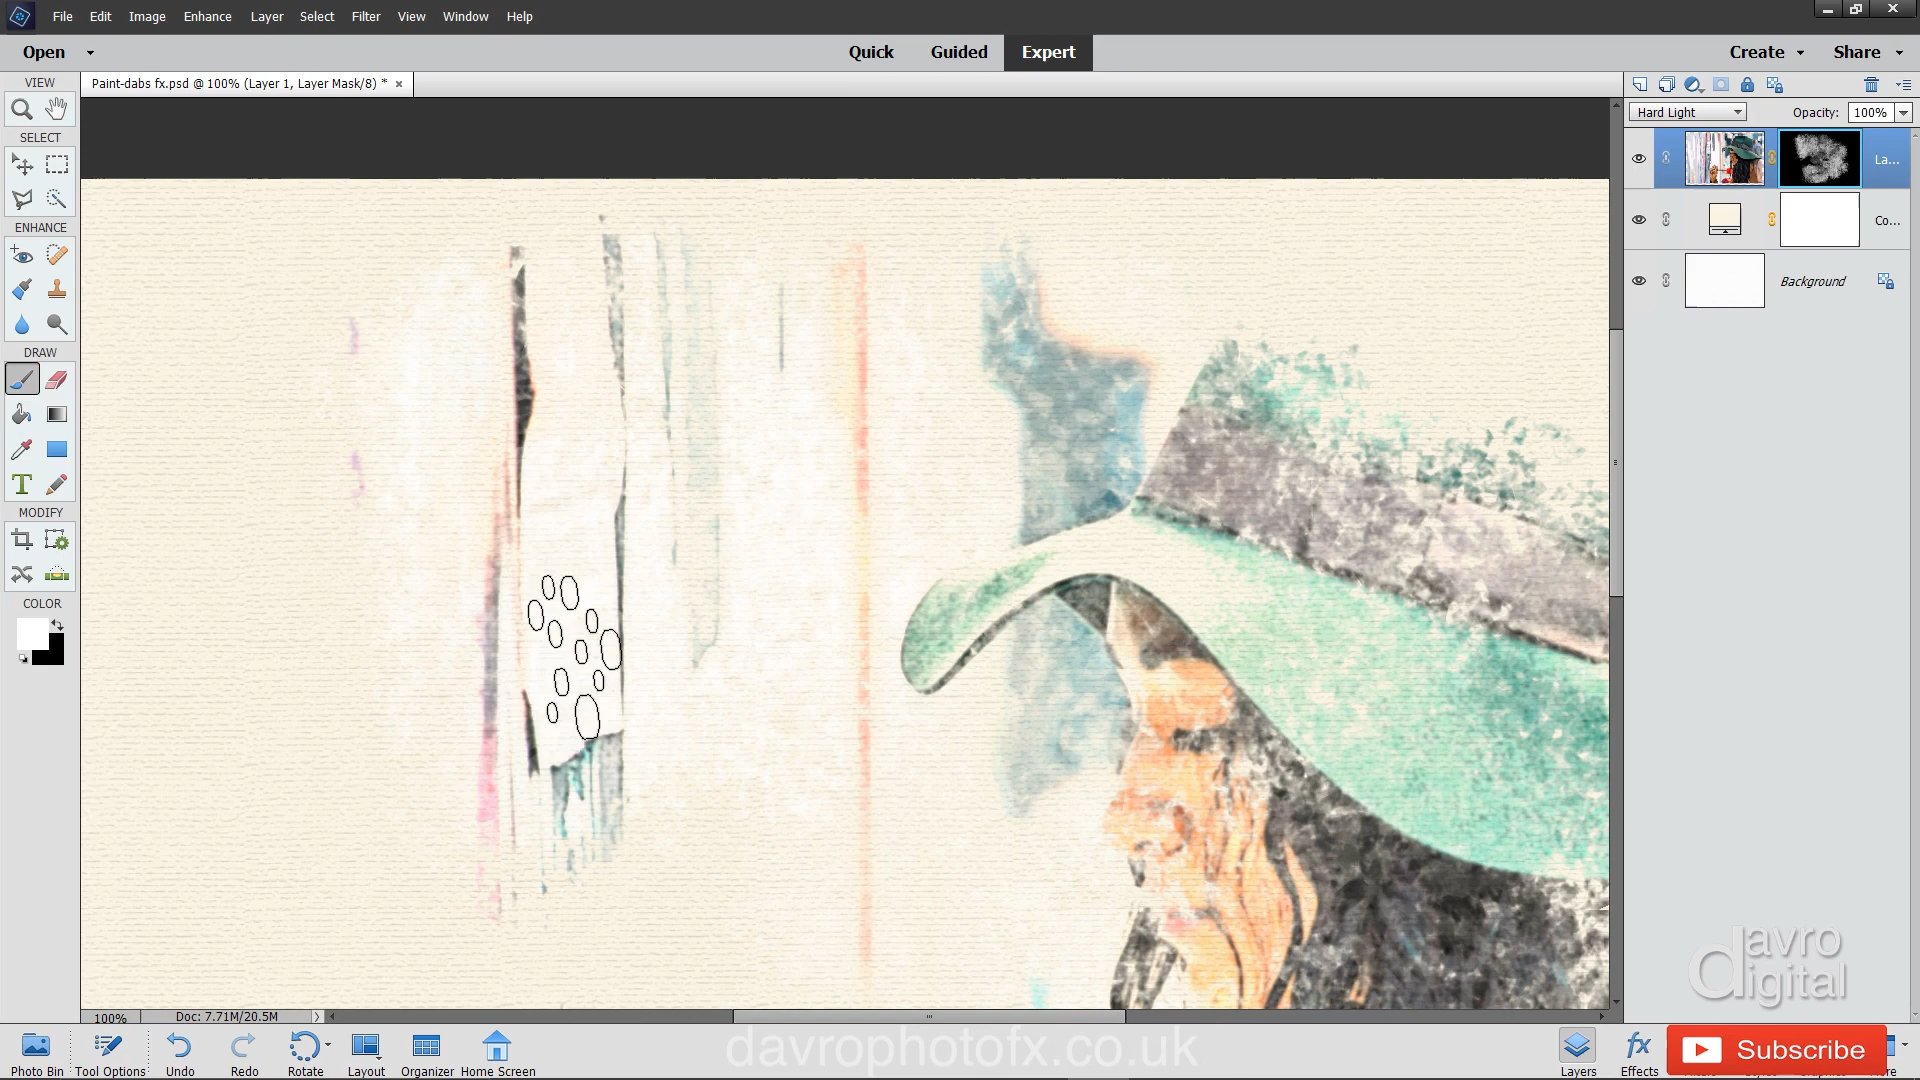 File Edit Image Enhance Layer Select Filter View Window Help
Open Quick Guided Expert Create Share
VIEW
Paint-dabs fx.psd @ 100% (Layer 1, Layer Mask/8) *
Hard Light Opacity: 100%
SELECT
La...
Co...
ENHANCE
Background
DRAW
T
MODIFY
COLOR
davro
digital
100% Doc: 7.71M/20.5M
davrophotofx.co.uk
fx Subscribe
Photo Bin Tool Options Undo Redo Rotate Layout Organizer Home Screen Layers Effects